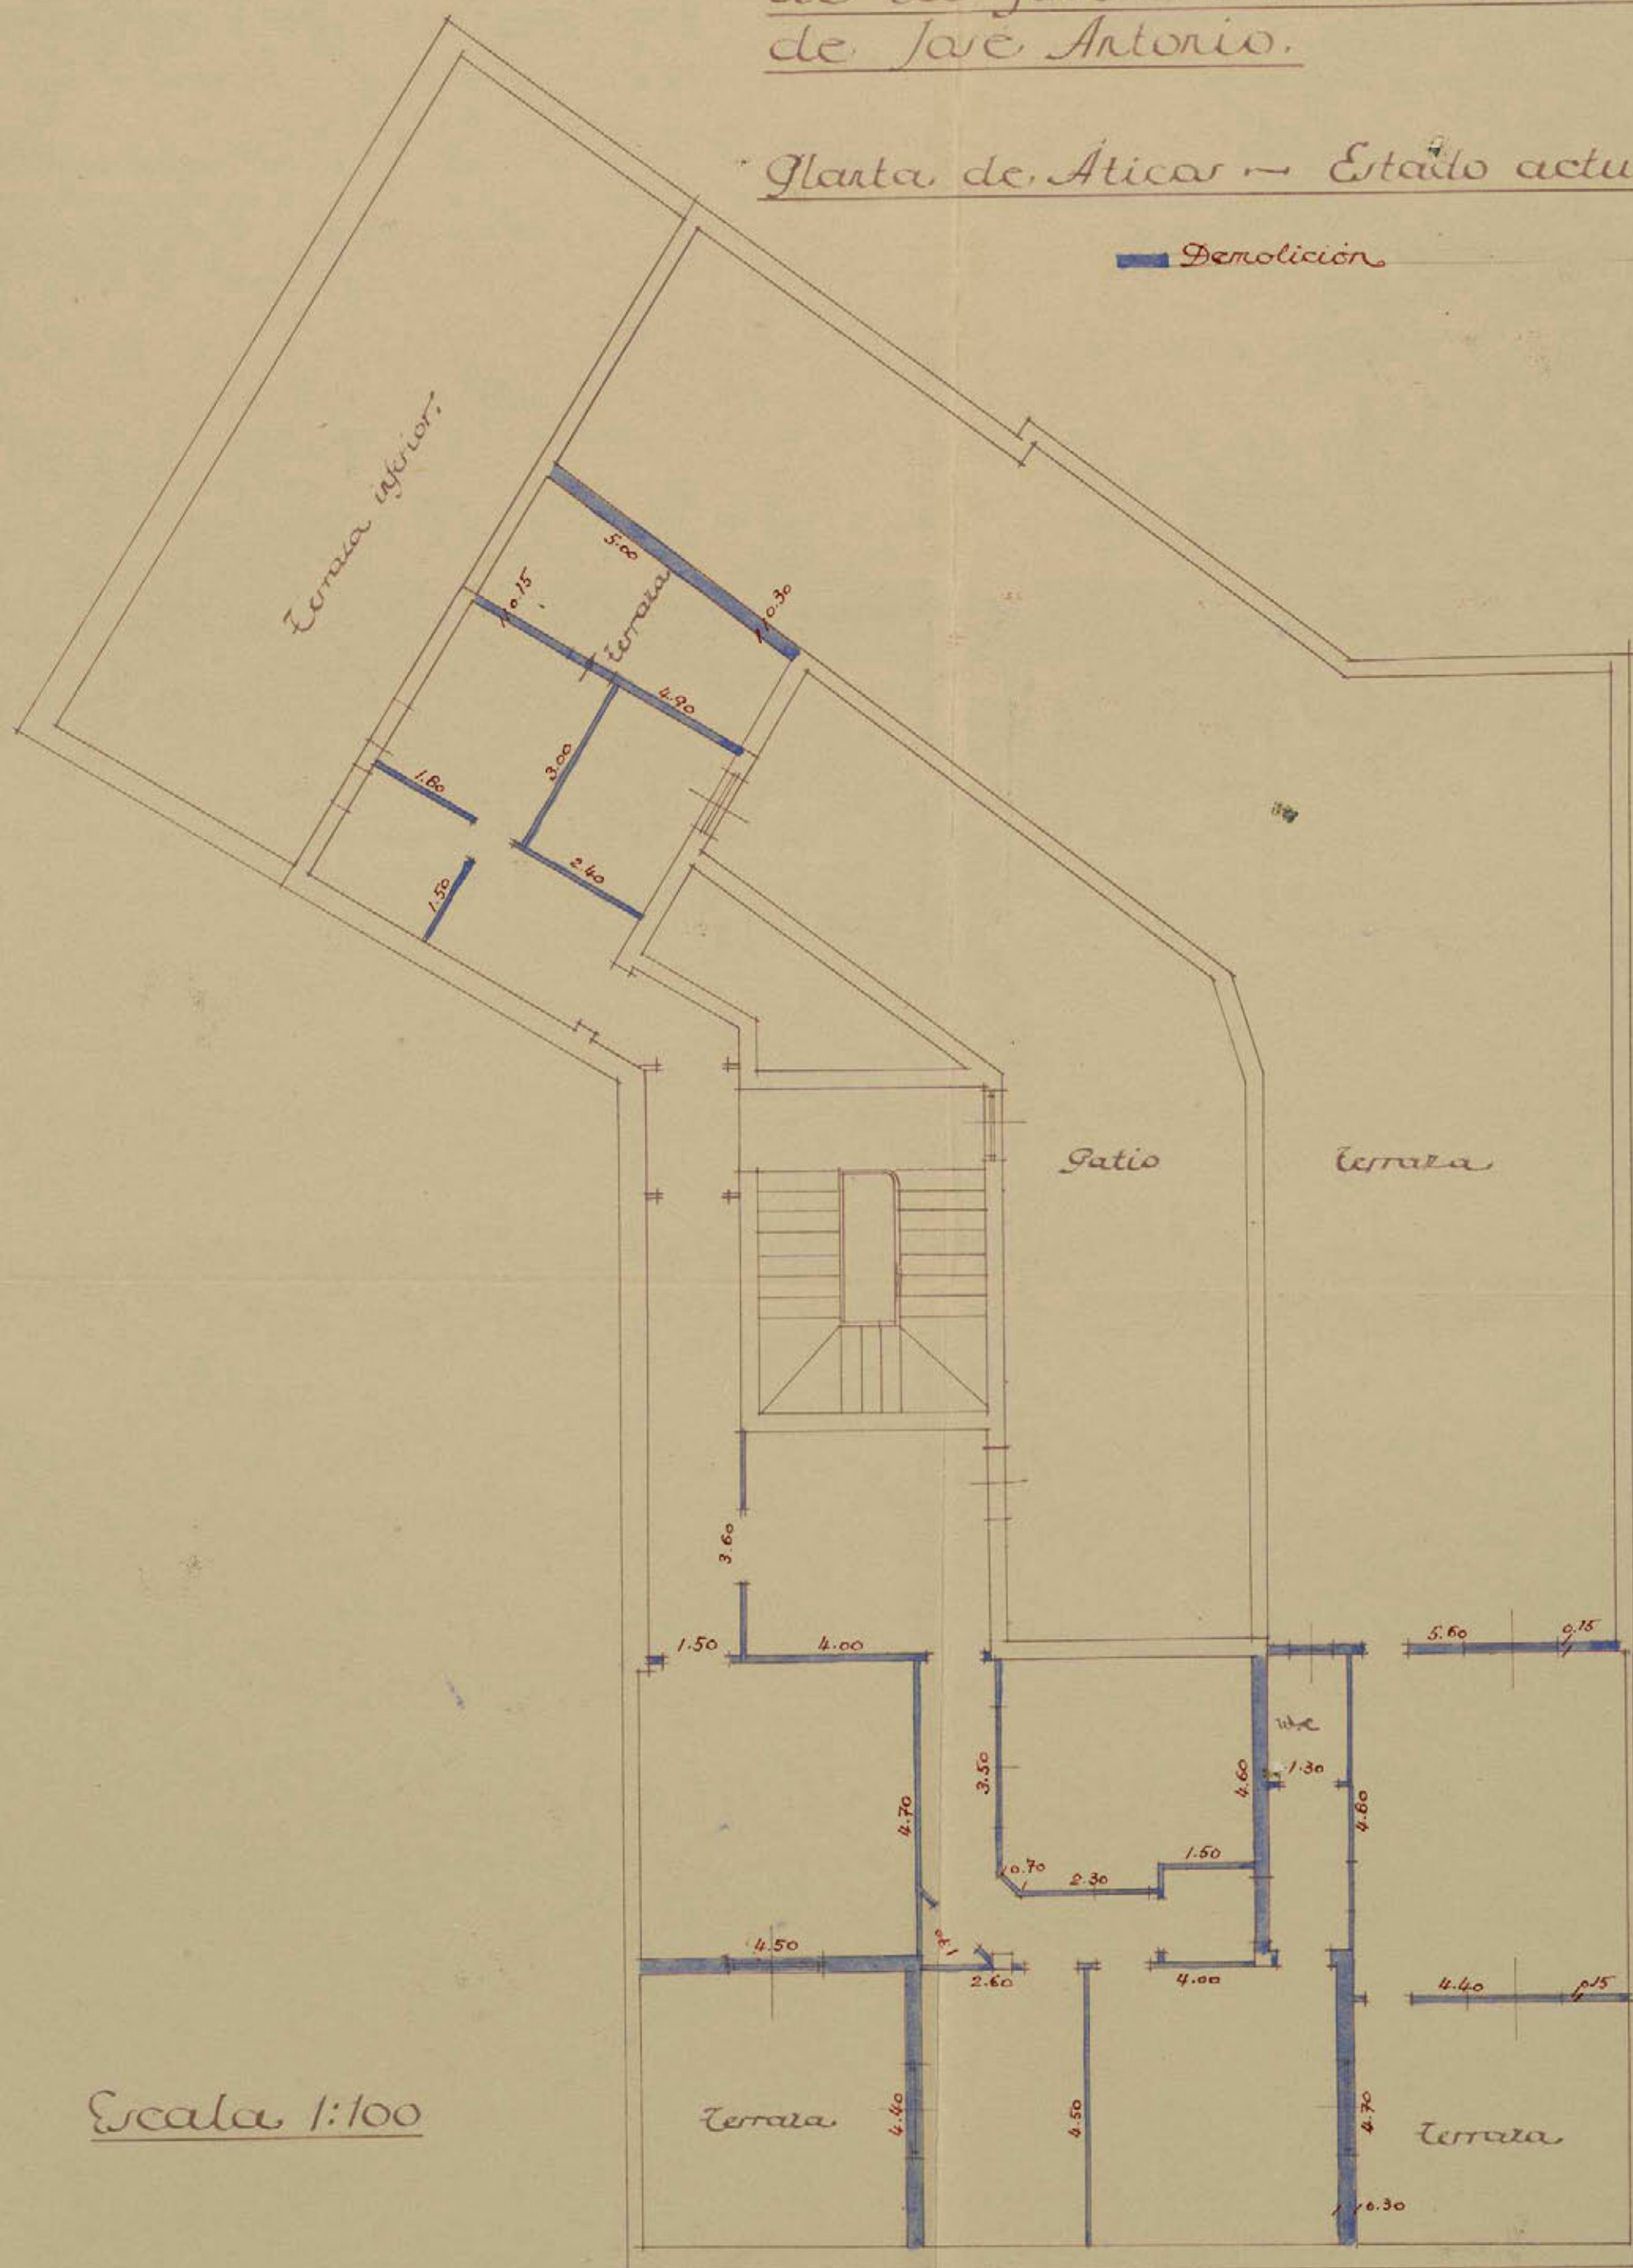 de José Antonio.
Planta de Áticos — Estado actu
Demolición
Terraza inferior.
5.00
0.15
Terraza
0.30
4.90
3.00
1.80
2.40
1.50
Patio
Terraza
3.60
1.50
4.00
5.60
0.15
W.C
1.30
3.50
4.60
4.70
4.80
0.70
2.30
1.50
4.50
1.30
2.60
4.00
4.40
0.15
Escala 1:100
Terraza
4.40
4.50
4.70
Terraza
0.30